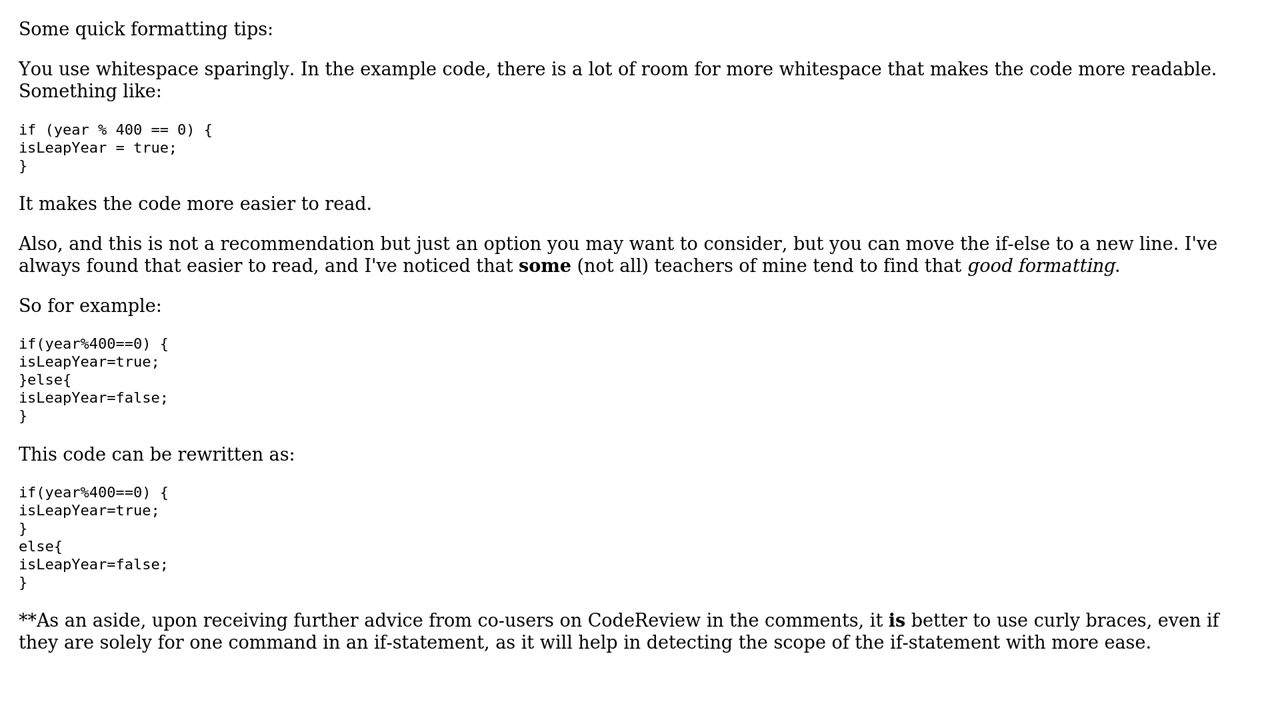 Some quick formatting tips:
You use whitespace sparingly. In the example code, there is a lot of room for more whitespace that makes the code more readable.
Something like:
if (year % 400 == 0) {
isLeapYear = true;
}
It makes the code more easier to read.
Also, and this is not a recommendation but just an option you may want to consider, but you can move the if-else to a new line. I've
always found that easier to read, and I've noticed that some (not all) teachers of mine tend to find that good formatting.
So for example:
if(year%400==0) {
isLeapYear=true;
}else{
isLeapYear=false;
}
This code can be rewritten as:
if(year%400==0) {
isLeapYear=true;
}
else{
isLeapYear=false;
}
**As an aside, upon receiving further advice from co-users on CodeReview in the comments, it is better to use curly braces, even if
they are solely for one command in an if-statement, as it will help in detecting the scope of the if-statement with more ease.